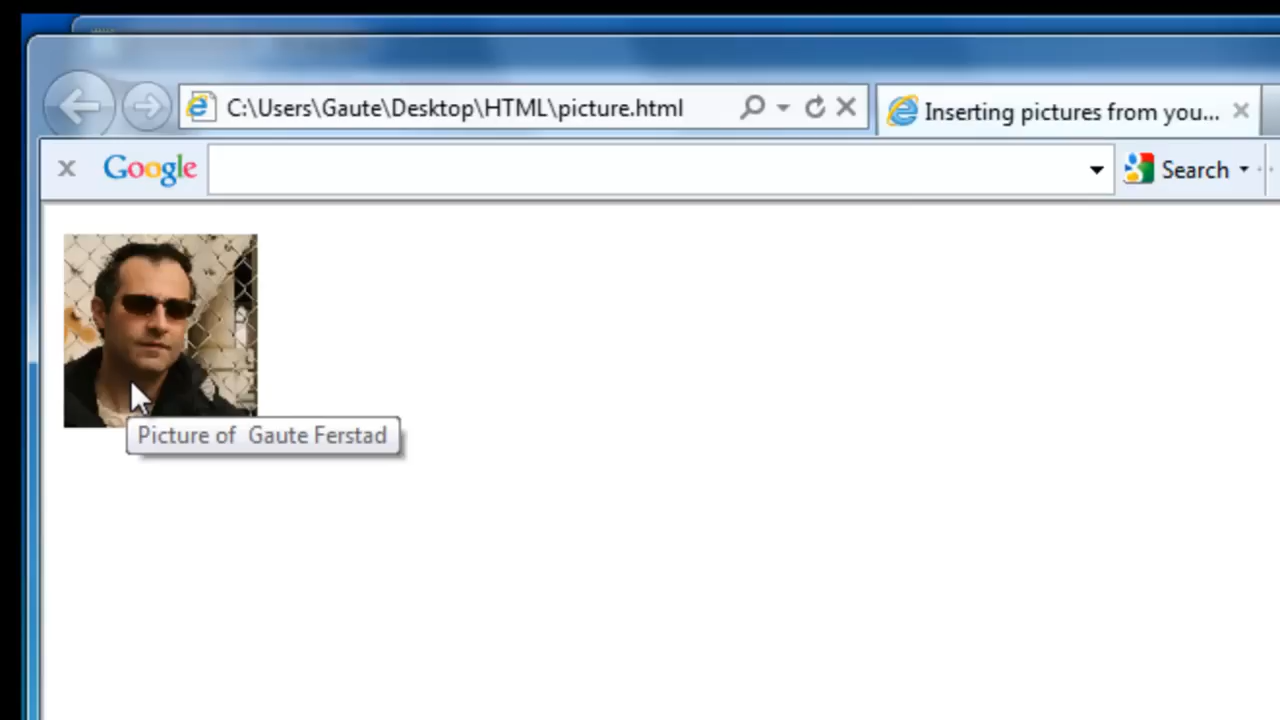 C:\Users\Gaute\Desktop\HTML\picture.html
Inserting pictures from you...
Google
Search
Picture of  Gaute Ferstad